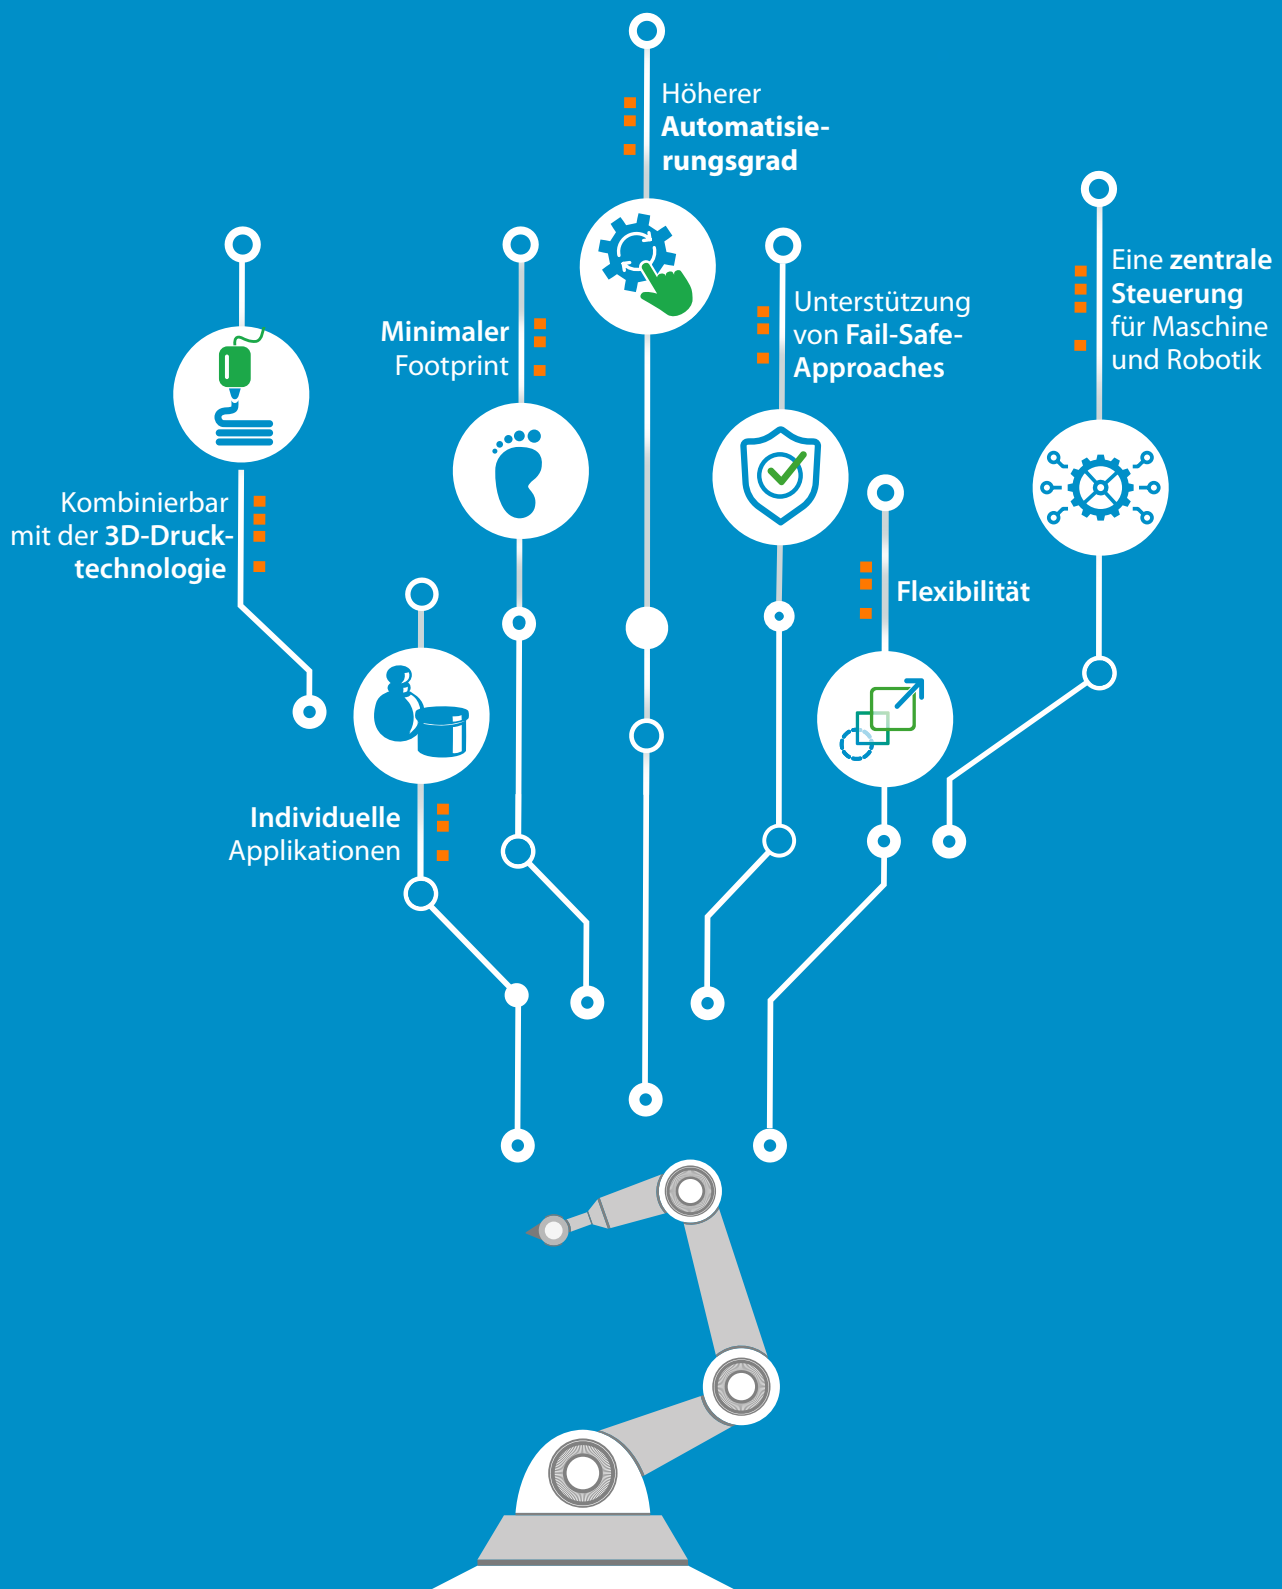 Höherer
Automatisie-
rungsgrad
Eine zentrale
Steuerung
für Maschine
und Robotik
Unterstützung
von Fail-Safe-
Approaches
Minimaler
Footprint
Kombinierbar
mit der 3D-Druck-
technologie
Flexibilität
Individuelle
Applikationen